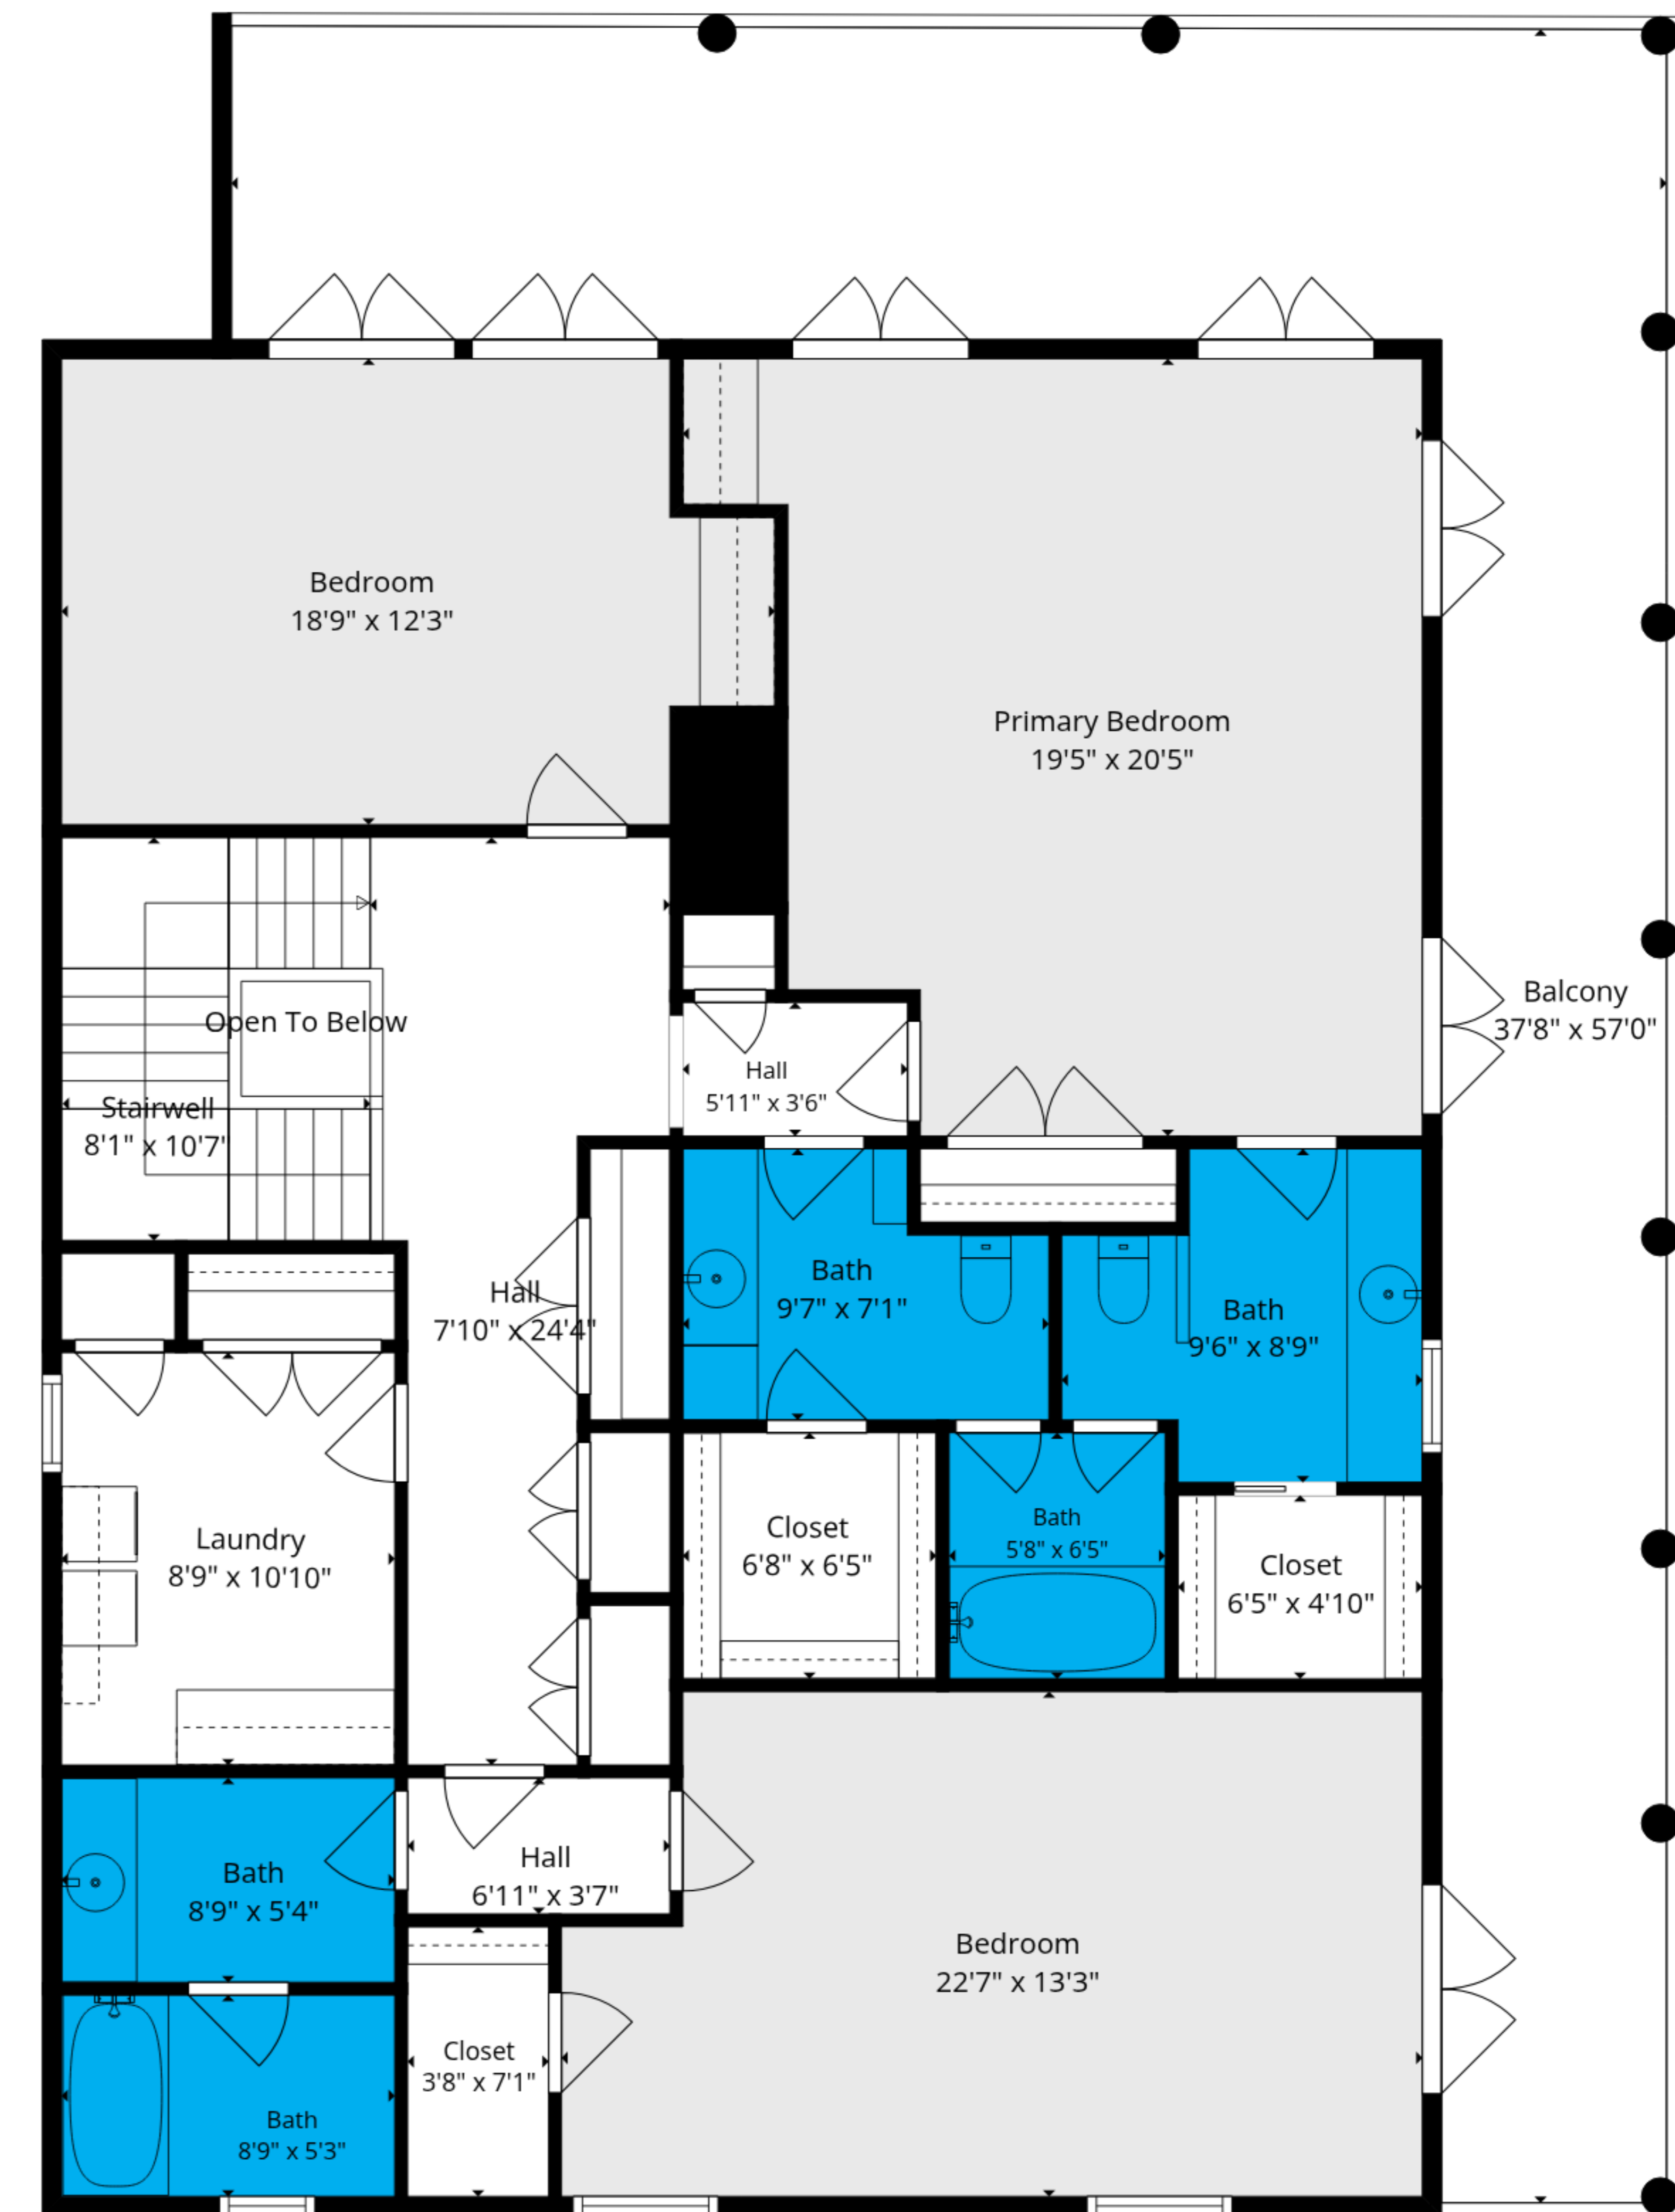 Bedroom
18'9" x 12'3"
Primary Bedroom
19'5" x 20'5"
Balcony
37'8" x 57'0"
Open To Below
Hall
5'11" x 3'6"
Stairwell
8'1" x 10'7"
Hall
7'10" x 24'4"
Bath
9'7" x 7'1"
Bath
9'6" x 8'9"
Laundry
8'9" x 10'10"
Closet
6'8" x 6'5"
Bath
5'8" x 6'5"
Closet
6'5" x 4'10"
Bath
8'9" x 5'4"
Hall
6'11" x 3'7"
Bedroom
22'7" x 13'3"
Closet
3'8" x 7'1"
Bath
8'9" x 5'3"